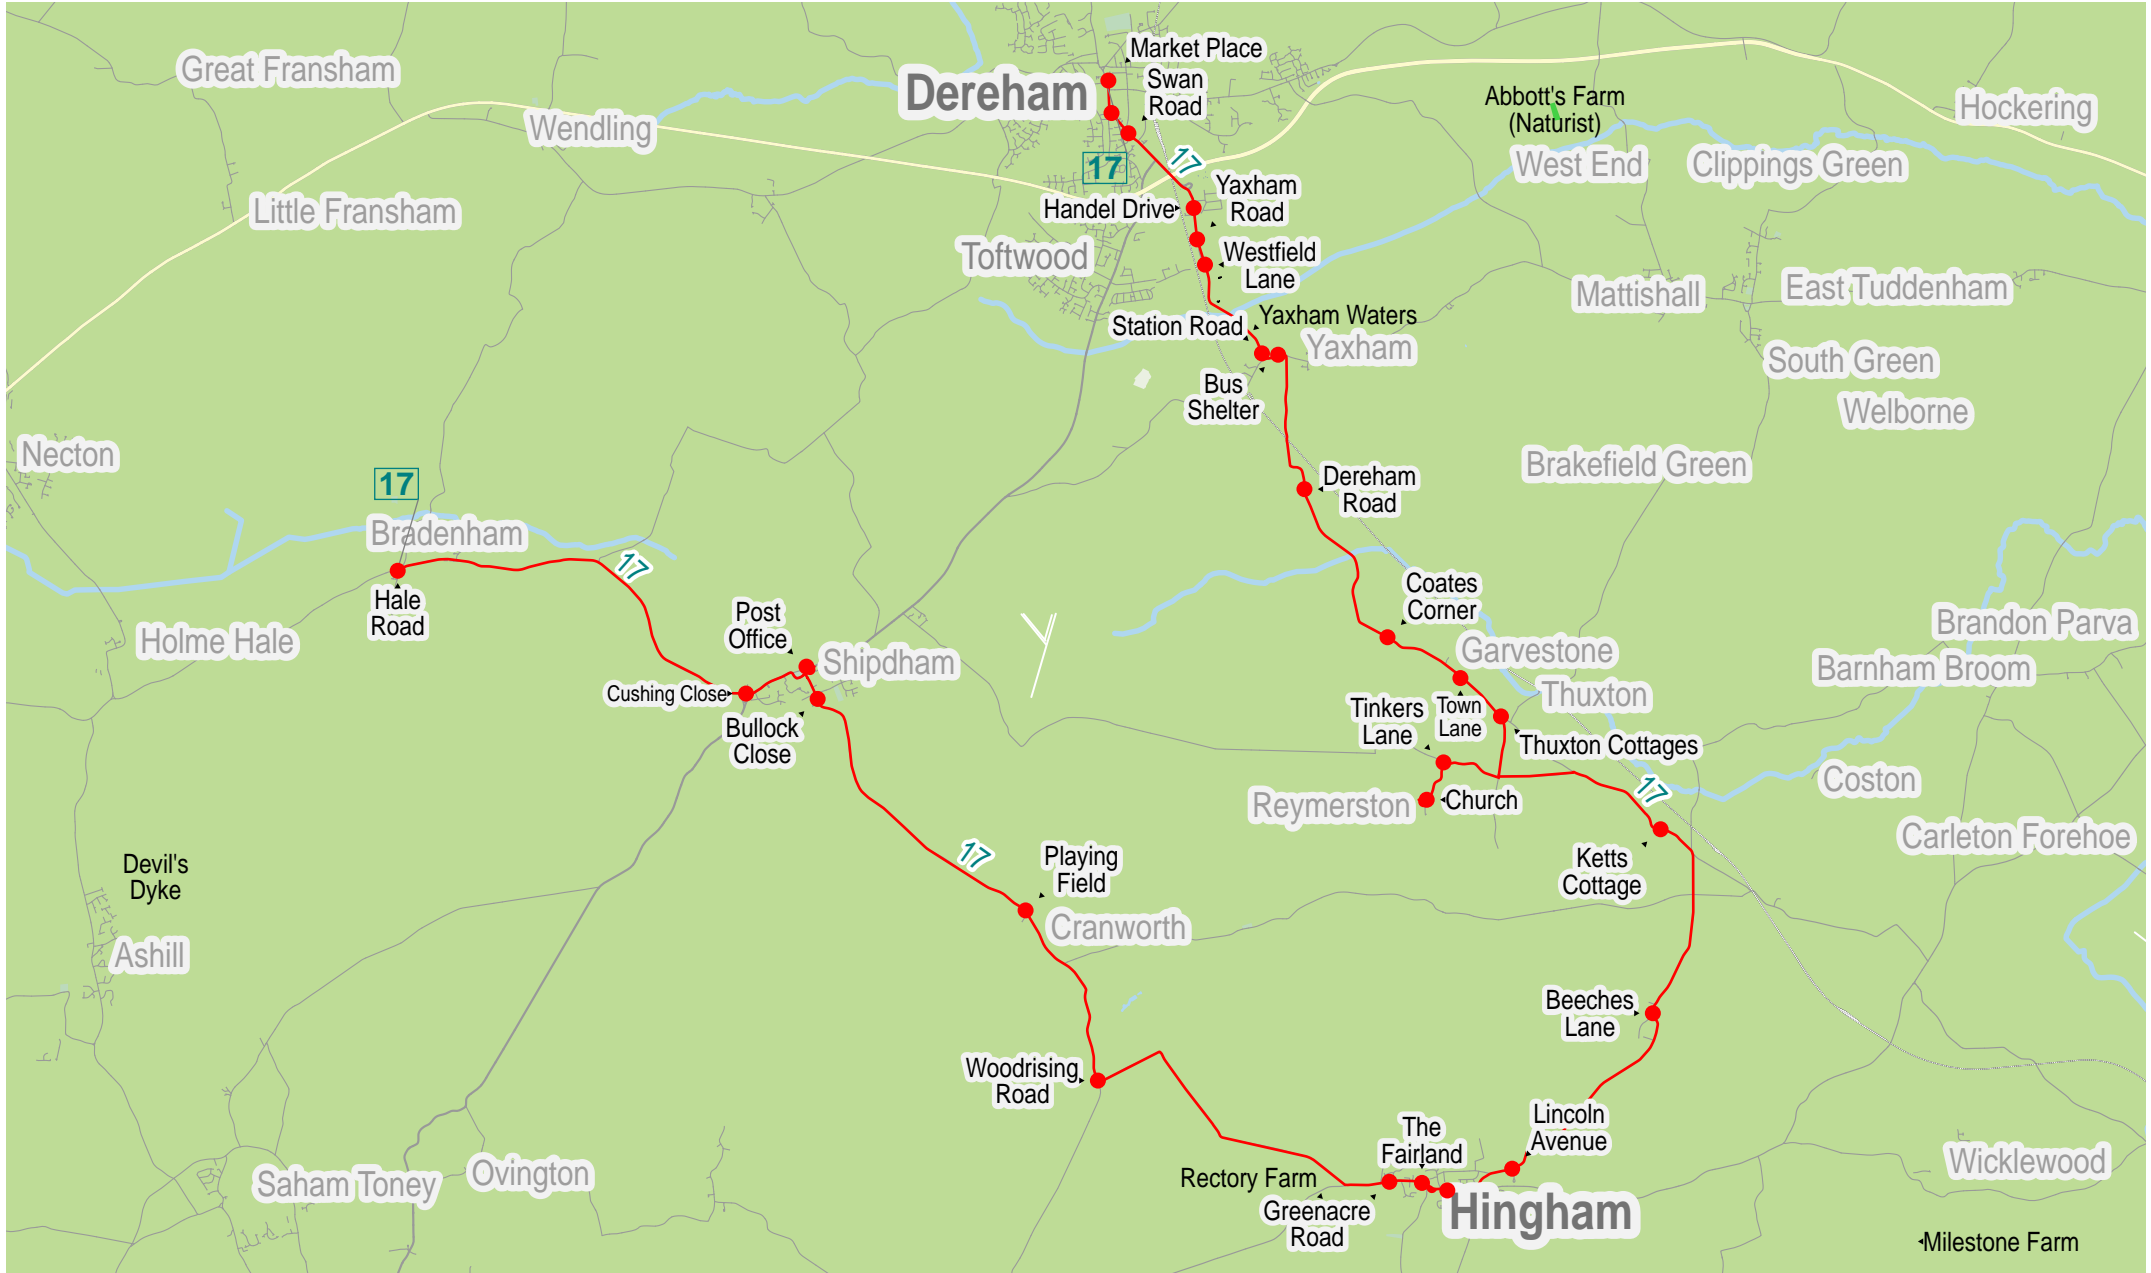 Market Place
Great Fransham
Swan
Road
Dereham
Abbott's Farm
(Naturist)
Hockering
Wendling
17
17
West End
Clippings Green
Yaxham
Road
Little Fransham
Handel Drive
Toftwood
Westfield
Lane
Mattishall
East Tuddenham
Yaxham Waters
Station Road
Yaxham
South Green
Bus
Shelter
Welborne
Necton
17
Brakefield Green
Dereham
Road
Bradenham
17
Coates
Corner
Hale
Road
Post
Office
Holme Hale
Brandon Parva
Garvestone
Shipdham
Barnham Broom
Cushing Close
Thuxton
Tinkers
Lane
Town
Lane
Bullock
Close
Thuxton Cottages
Coston
17
Reymerston
Church
Carleton Forehoe
Playing
Field
17
Ketts
Cottage
Devil's
Dyke
Cranworth
Ashill
Beeches
Lane
Woodrising
Road
Lincoln
Avenue
The
Fairland
Wicklewood
Saham Toney
Ovington
Rectory Farm
Greenacre
Road
Hingham
Milestone Farm